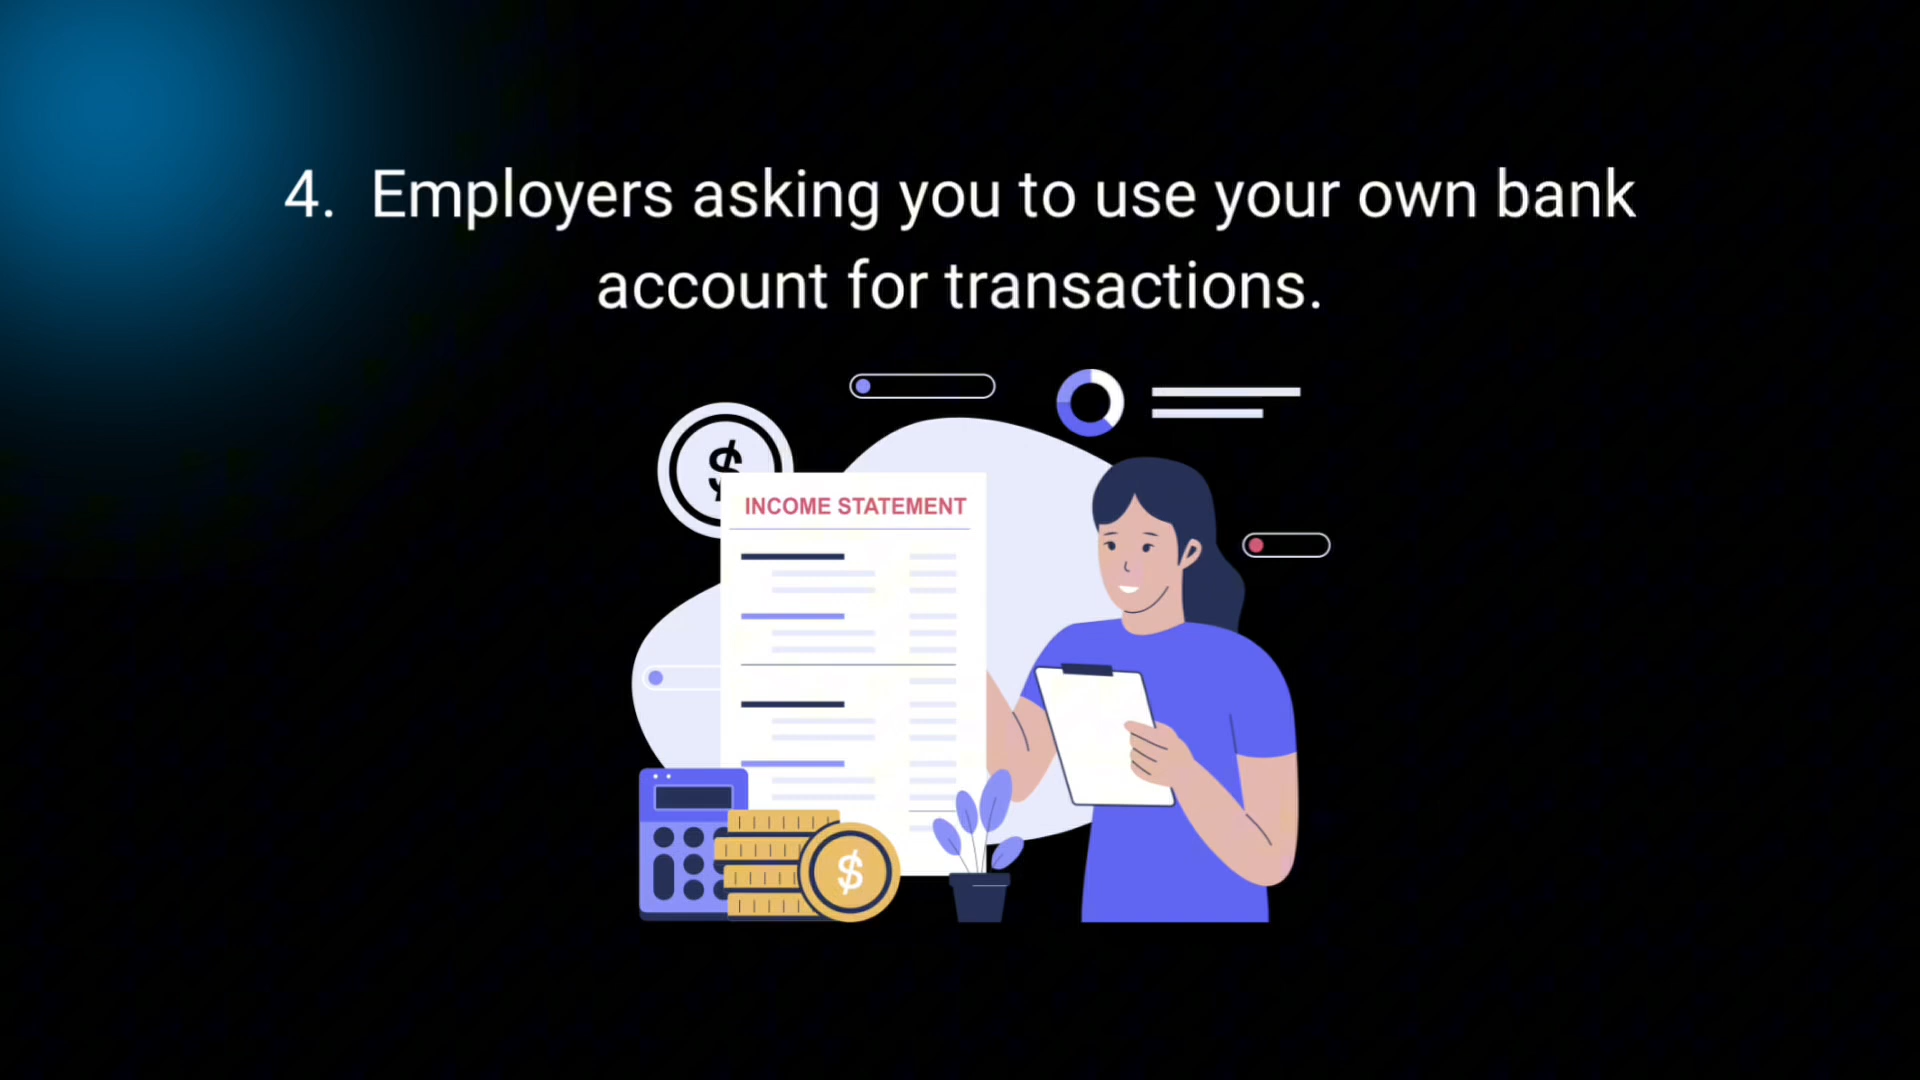 4. Employers asking you to use your own bank
account for transactions.
$
INCOME STATEMENT
$